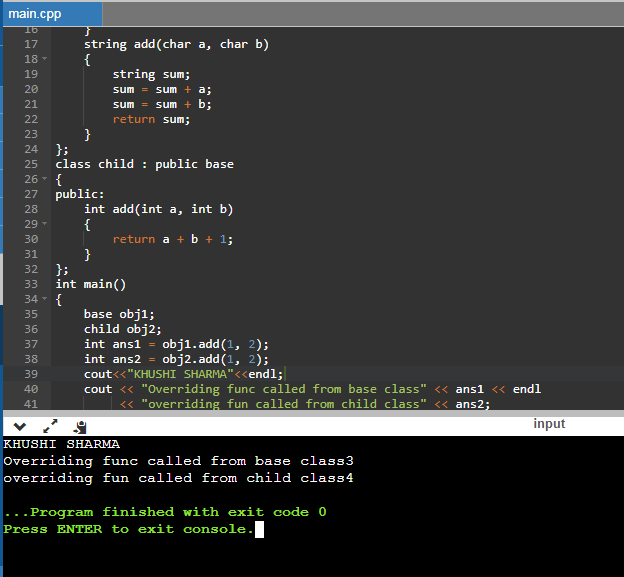 main.cpp
16 }
17 string add(char a, char b)
18 {
19 string sum;
20 sum = sum + a;
21 sum = sum + b;
22 return sum;
23 }
24 };
25 class child : public base
26 {
27 public:
28 int add(int a, int b)
29 {
30 return a + b + 1;
31 }
32 };
33 int main()
34 {
35 base obj1;
36 child obj2;
37 int ans1 = obj1.add(1, 2);
38 int ans2 = obj2.add(1, 2);
39 cout<<"KHUSHI SHARMA"<<endl;
40 cout << "Overriding func called from base class" << ans1 << endl
41 << "overriding fun called from child class" << ans2;
input
KHUSHI SHARMA
Overriding func called from base class3
overriding fun called from child class4
...Program finished with exit code 0
Press ENTER to exit console.